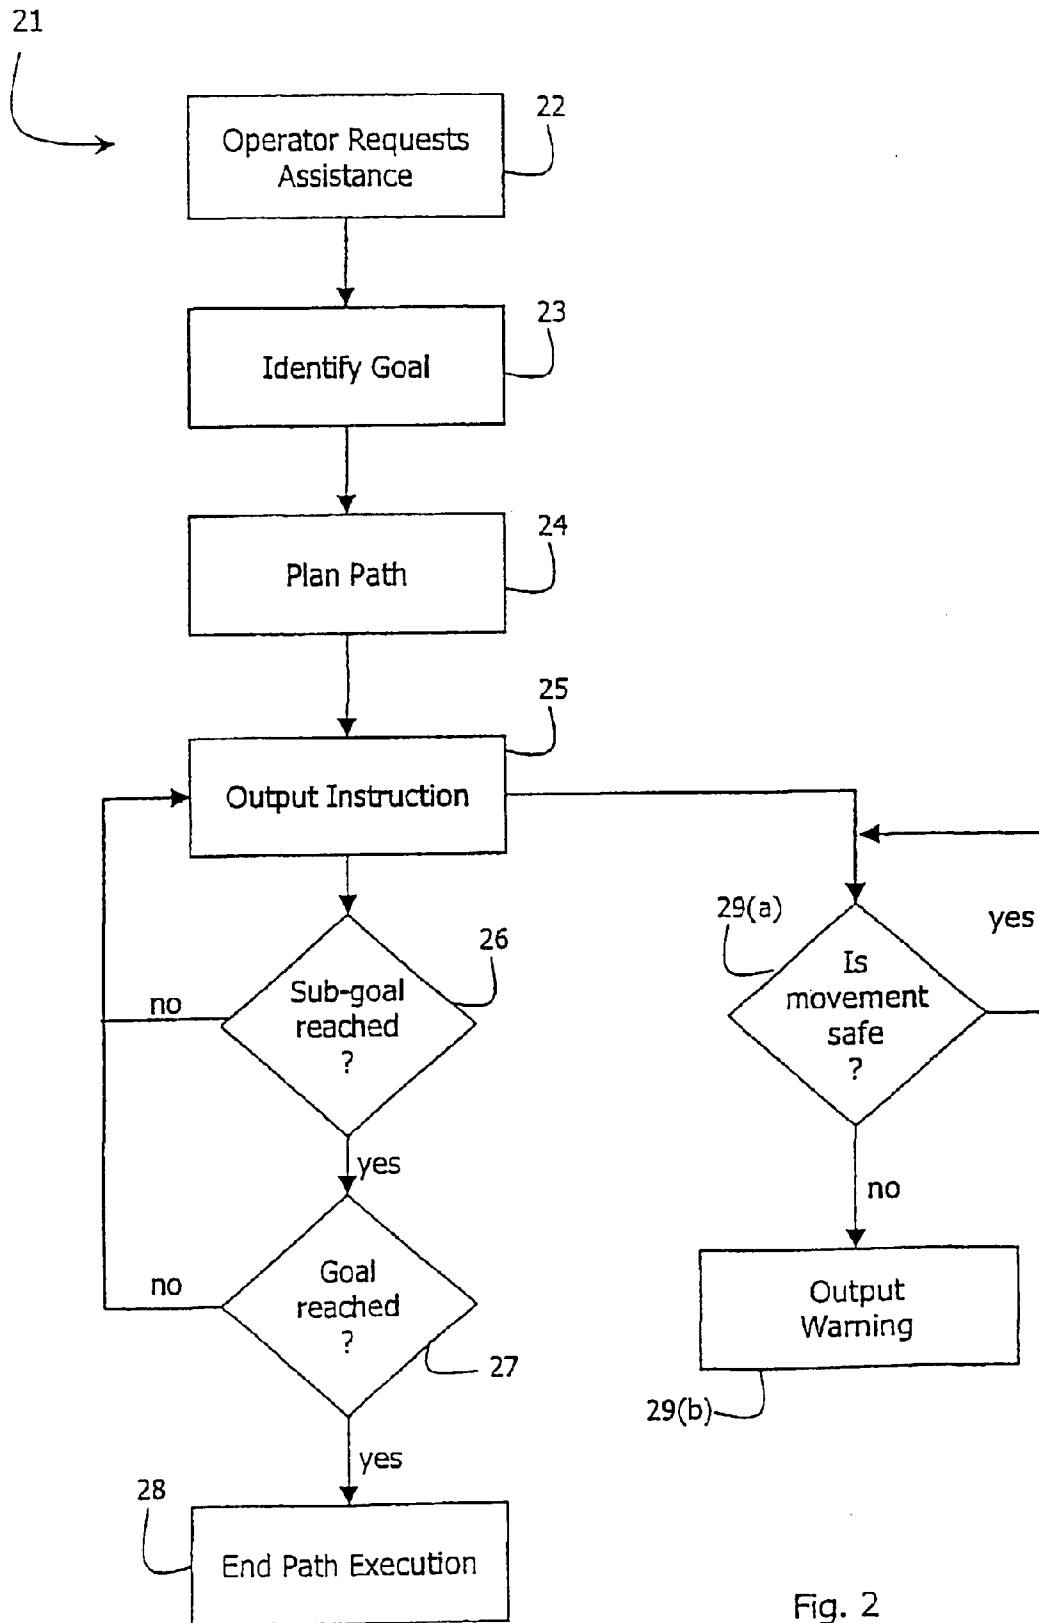 21
Operator Requests
Assistance
22
Identify Goal
23
Plan Path
24
Output Instruction
25
Sub-goal
reached
?
26
no
yes
Goal
reached
?
27
no
yes
28
End Path Execution
29(a)
Is
movement
safe
?
yes
no
Output
Warning
29(b)
Fig. 2